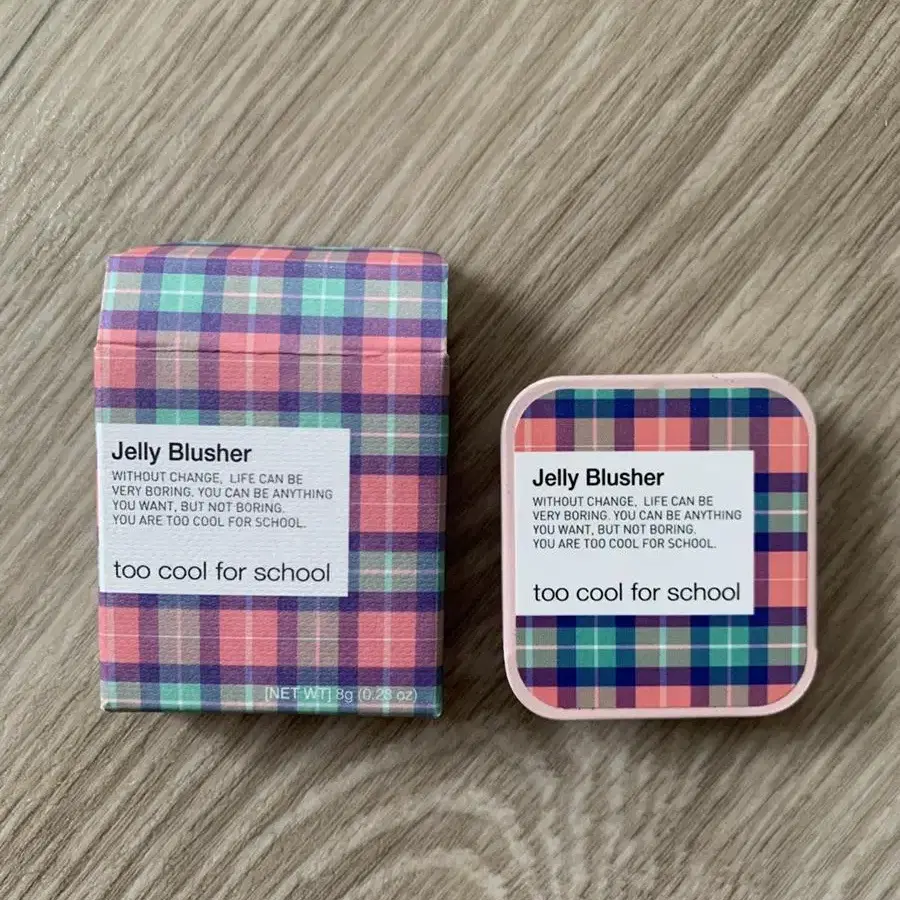 Jelly Blusher
WITHOUT CHANGE, LIFE CAN BE
VERY BORING. YOU CAN BE ANYTHING
YOU WANT, BUT NOT BORING.
YOU ARE TOO COOL FOR SCHOOL.
too cool for school
[NET WT] 8g (0.28 oz)
Jelly Blusher
WITHOUT CHANGE, LIFE CAN BE
VERY BORING. YOU CAN BE ANYTHING
YOU WANT, BUT NOT BORING.
YOU ARE TOO COOL FOR SCHOOL.
too cool for school